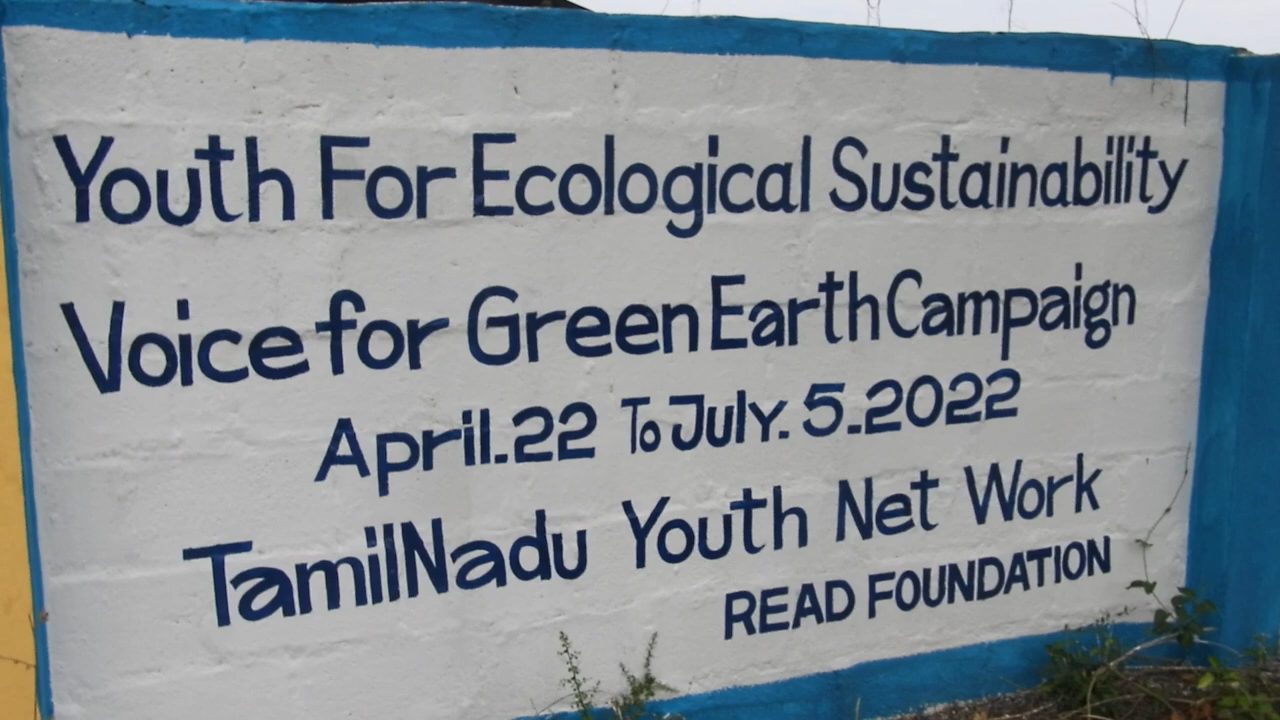 Youth For Ecological Sustainability
Voice for Green Earth Campaign
April.22 To July.5.2022
TamilNadu Youth Net Work
READ FOUNDATION